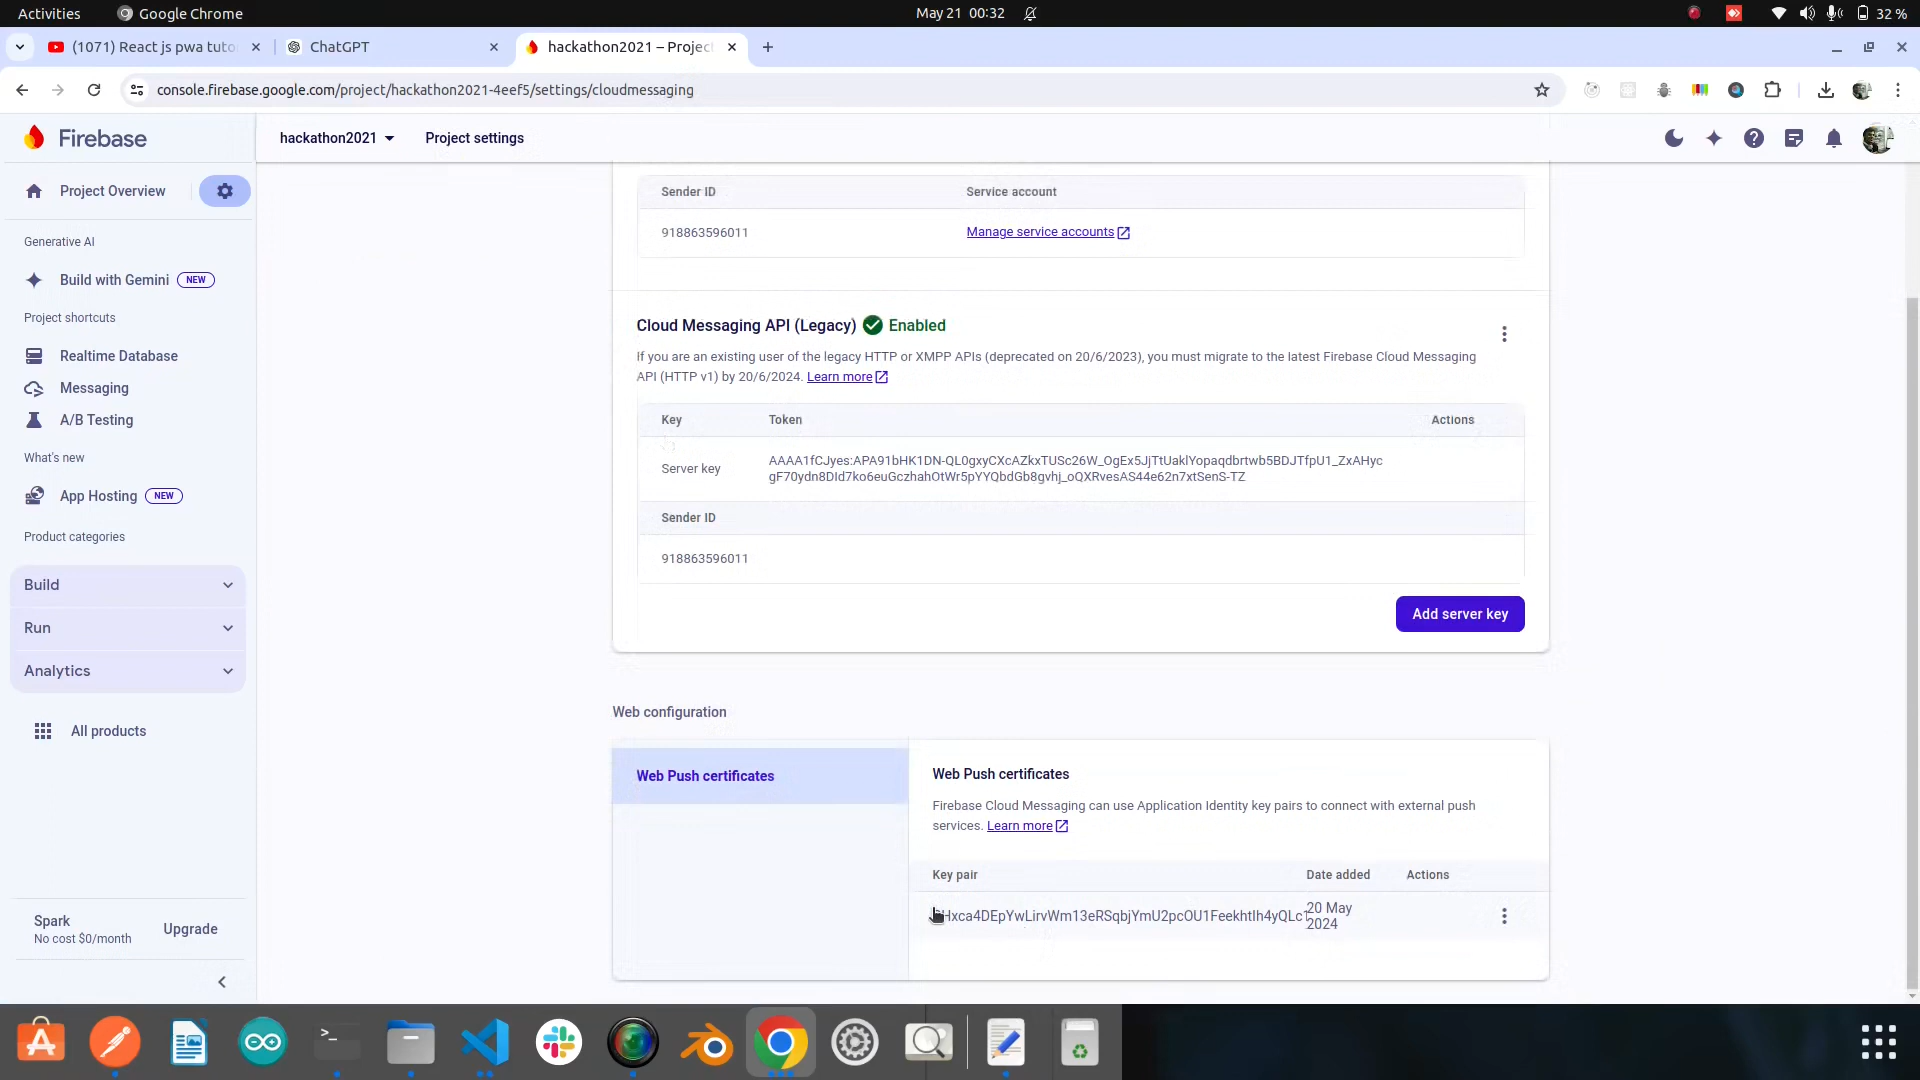 Activities
Google Chrome
May 21 00:32
32 %
(1071) React js pwa tuto
ChatGPT
hackathon2021 – Projec
console.firebase.google.com/project/hackathon2021-4eef5/settings/cloudmessaging
Firebase
hackathon2021
Project settings
Project Overview
Generative AI
Build with Gemini NEW
Project shortcuts
Realtime Database
Messaging
A/B Testing
What's new
App Hosting NEW
Product categories
Build
Run
Analytics
All products
Spark
No cost $0/month
Upgrade
Sender ID Service account
918863596011 Manage service accounts
Cloud Messaging API (Legacy) Enabled
If you are an existing user of the legacy HTTP or XMPP APIs (deprecated on 20/6/2023), you must migrate to the latest Firebase Cloud Messaging
API (HTTP v1) by 20/6/2024. Learn more
Key Token Actions
Server key
AAAA1fCJyes:APA91bHK1DN-QL0gxyCXcAZkxTUSc26W_OgEx5JjTtUaklYopaqdbrtwb5BDJTfpU1_ZxAHyc
gF70ydn8DId7ko6euGczhahOtWr5pYYQbdGb8gvhj_oQXRvesAS44e62n7xtSenS-TZ
Sender ID
918863596011
Add server key
Web configuration
Web Push certificates
Web Push certificates
Firebase Cloud Messaging can use Application Identity key pairs to connect with external push
services. Learn more
Key pair Date added Actions
20 May
2024